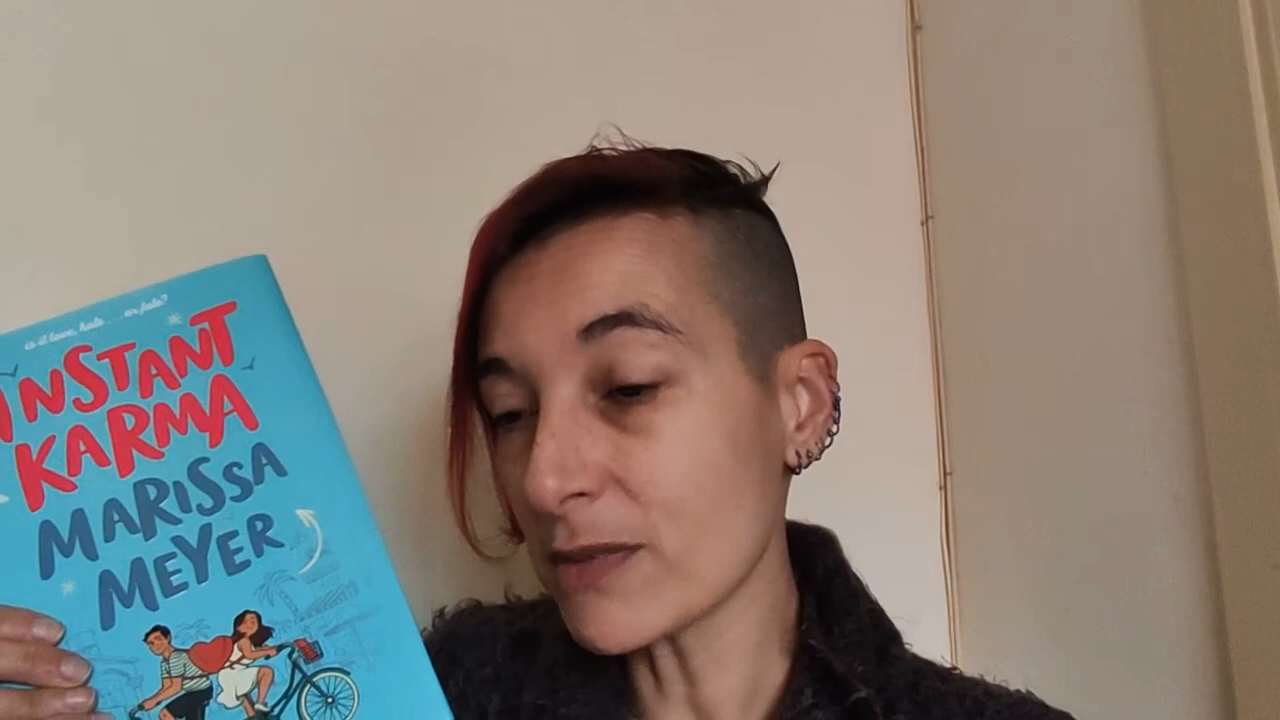 is it love, hate ... or fate?
INSTANT
KARMA
MARISSA
MEYER